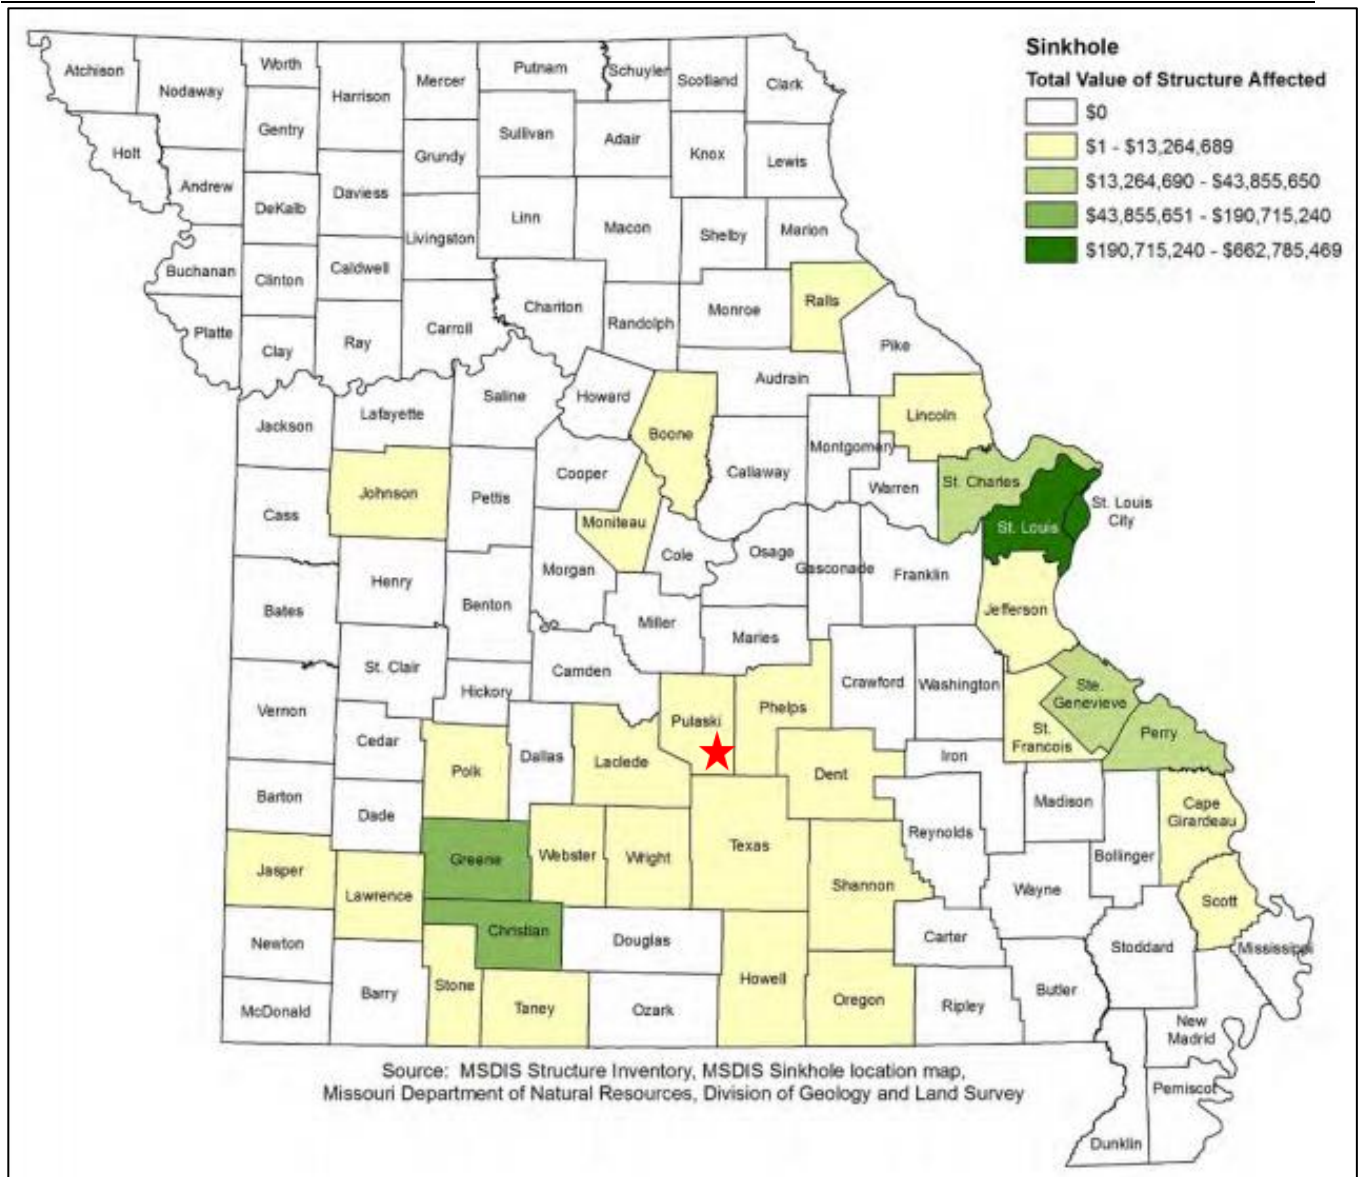 Sinkhole
Total Value of Structure Affected
$0
$1 - $13,264,689
$13,264,690 - $43,855,650
$43,855,651 - $190,715,240
$190,715,240 - $662,785,469
Atchison
Nodaway
Worth
Harrison
Mercer
Putnam
Schuyler
Scotland
Clark
Gentry
Sullivan
Adair
Knox
Lewis
Holt
Andrew
DeKalb
Daviess
Grundy
Linn
Macon
Shelby
Marion
Livingston
Buchanan
Clinton
Caldwell
Chariton
Randolph
Monroe
Ralls
Platte
Clay
Ray
Carroll
Pike
Audrain
Jackson
Lafayette
Saline
Howard
Boone
Lincoln
Montgomery
Callaway
Cooper
Warren
St. Charles
Johnson
Pettis
Cass
Moniteau
St. Louis
St. Louis
City
Cole
Osage
Gasconade
Franklin
Morgan
Henry
Benton
Bates
Miller
Maries
Jefferson
St. Clair
Camden
Hickory
Crawford
Washington
Ste.
Genevieve
Vernon
Cedar
Dallas
Laclede
Pulaski
Phelps
St.
Francois
Perry
Polk
Dent
Iron
Barton
Dade
Madison
Cape
Girardeau
Reynolds
Bollinger
Greene
Webster
Wright
Texas
Jasper
Lawrence
Shannon
Wayne
Scott
Christian
Douglas
Carter
Stoddard
Mississippi
Newton
Barry
Stone
Taney
Ozark
Howell
Oregon
Ripley
Butler
McDonald
New
Madrid
Pemiscot
Dunklin
Source: MSDIS Structure Inventory, MSDIS Sinkhole location map,
Missouri Department of Natural Resources, Division of Geology and Land Survey